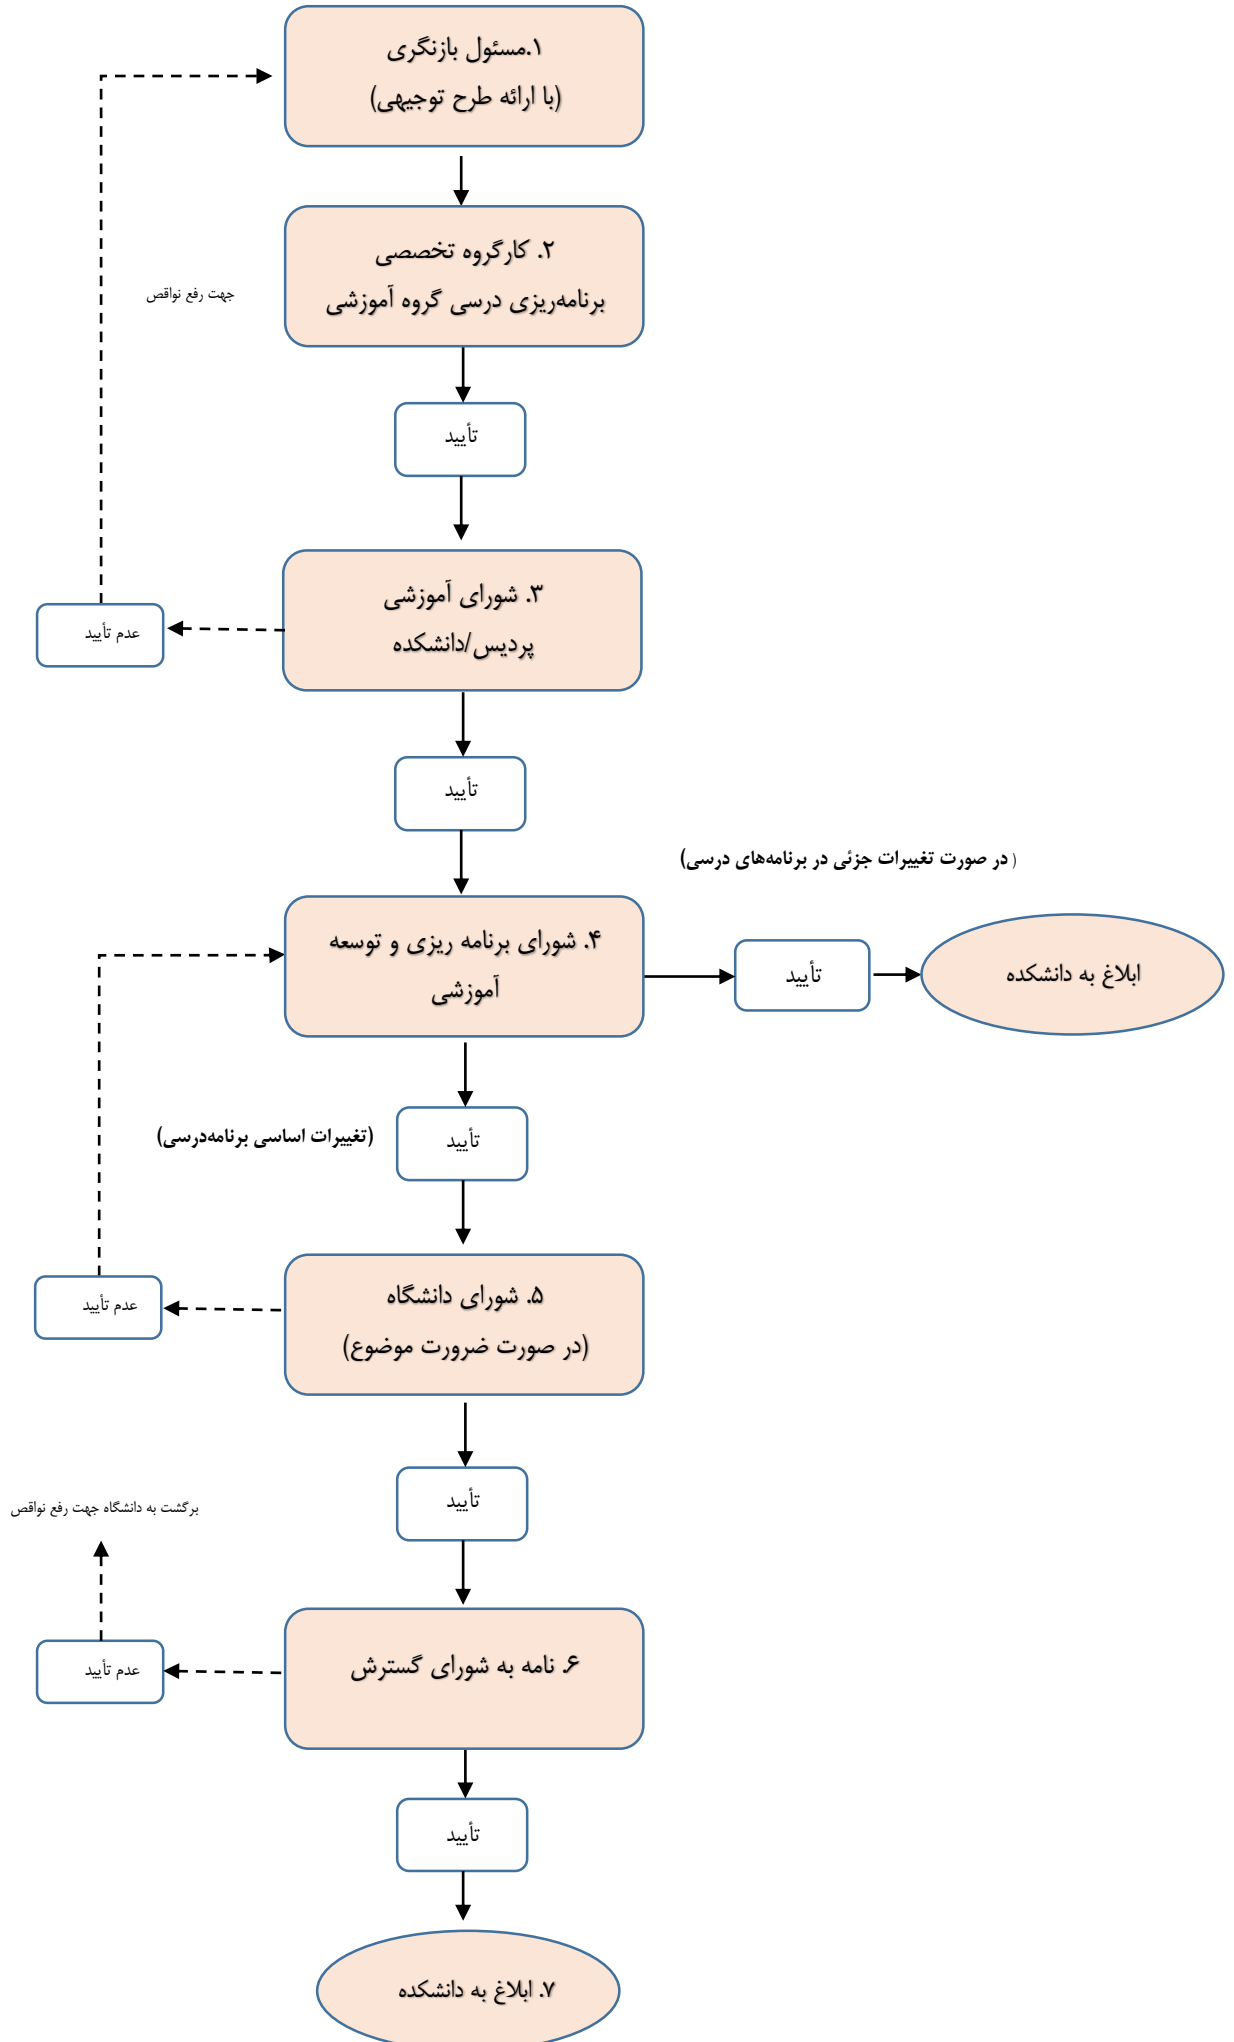 ۱.مسئول بازنگری
(با ارائه طرح توجیهی)
۲. کارگروه تخصصی
برنامه‌ریزی درسی گروه آموزشی
جهت رفع نواقص
تأیید
۳. شورای آموزشی
پردیس/دانشکده
عدم تأیید
تأیید
(در صورت تغییرات جزئی در برنامه‌های درسی)
۴. شورای برنامه ریزی و توسعه
آموزشی
تأیید
ابلاغ به دانشکده
تأیید
(تغییرات اساسی برنامه‌درسی)
۵. شورای دانشگاه
(در صورت ضرورت موضوع)
عدم تأیید
تأیید
برگشت به دانشگاه جهت رفع نواقص
۶. نامه به شورای گسترش
عدم تأیید
تأیید
۷. ابلاغ به دانشکده